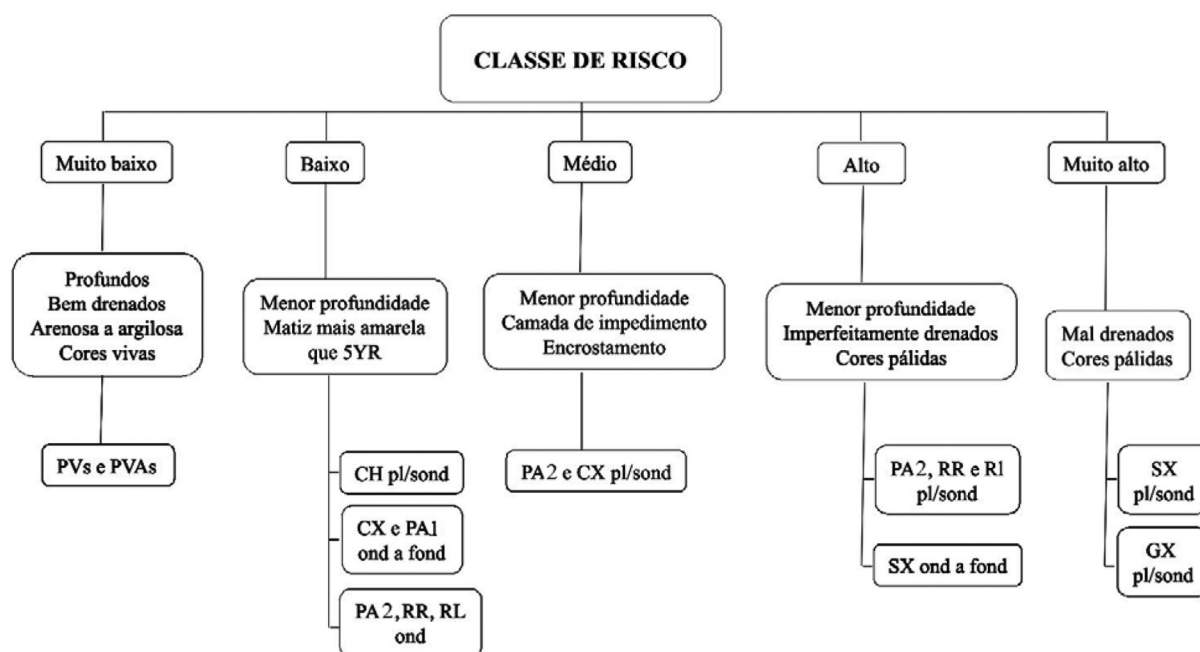 CLASSE DE RISCO
Muito baixo
Baixo
Médio
Alto
Muito alto
Profundos
Bem drenados
Arenosa a argilosa
Cores vivas
Menor profundidade
Matiz mais amarela
que 5YR
Menor profundidade
Camada de impedimento
Encrostamento
Menor profundidade
Imperfeitamente drenados
Cores pálidas
Mal drenados
Cores pálidas
PVs e PVAs
CH pl/sond
CX e PA1
ond a fond
PA2, RR, RL
ond
PA2 e CX pl/sond
PA2, RR e Rl
pl/sond
SX ond a fond
SX
pl/sond
GX
pl/sond